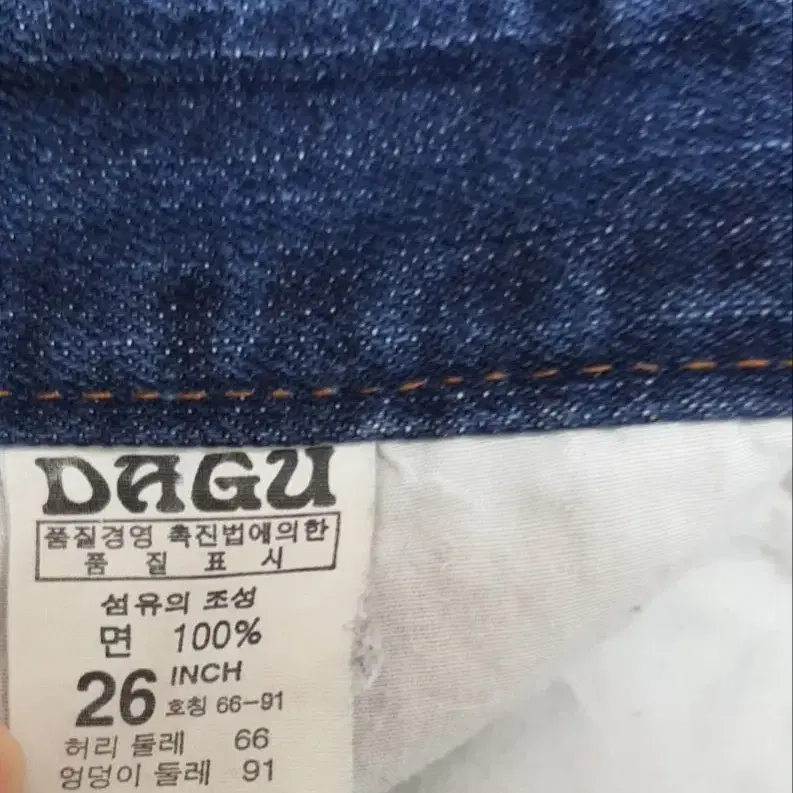 DAGU
품질경영 촉진법에의한
품 질 표 시
섬유의 조성
면 100%
26 INCH
호칭 66-91
허리 둘레 66
엉덩이 둘레 91